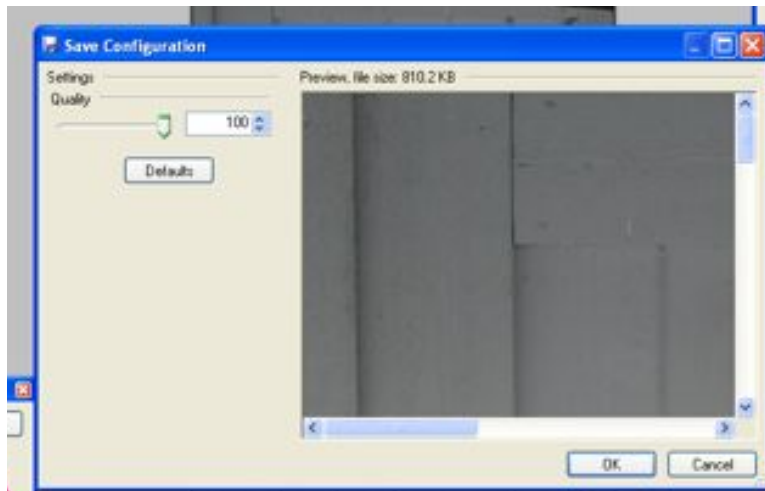 Save Configuration
Settings
Quality
100
Defaults
Preview, file size: 810.2 KB
OK
Cancel